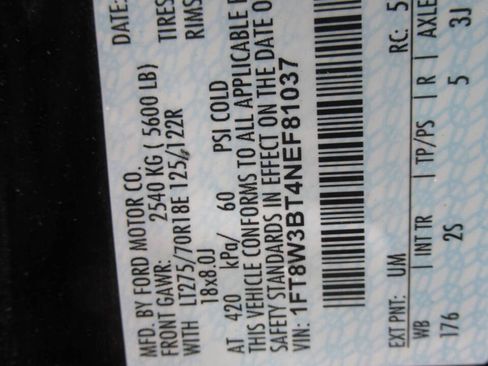 MFD. BY FORD MOTOR CO.
DATE:
FRONT GAWR: 2540 KG ( 5600 LB)
WITH
LT275/70R18E 125/122R
TIRES
18x8.0J
RIMS
AT 420 kPa/ 60 PSI COLD
THIS VEHICLE CONFORMS TO ALL APPLICABLE
SAFETY STANDARDS IN EFFECT ON THE DATE O
VIN: 1FT8W3BT4NEF81037
EXT PNT: UM
RC: 5
WB | INT TR | TP/PS | R | AXLE
176 2S 5 3J